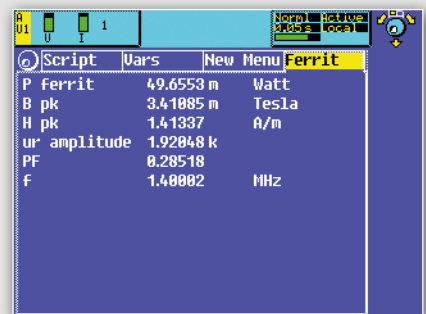 A
U1 U I 1 Norml Active
0.05s Local
Script Vars New Menu Ferrit
P ferrit 49.6553 m Watt
B pk 3.41085 m Tesla
H pk 1.41337 A/m
ur amplitude 1.92048 k
PF 0.28518
f 1.40002 MHz